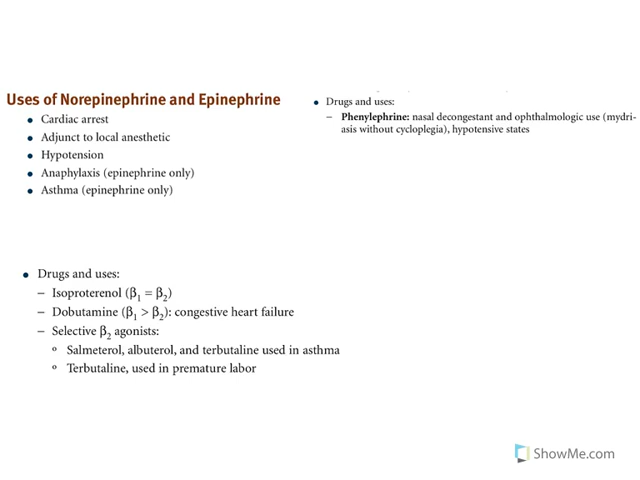 Uses of Norepinephrine and Epinephrine
• Cardiac arrest
• Adjunct to local anesthetic
• Hypotension
• Anaphylaxis (epinephrine only)
• Asthma (epinephrine only)
• Drugs and uses:
– Phenylephrine: nasal decongestant and ophthalmologic use (mydri-
asis without cycloplegia), hypotensive states
• Drugs and uses:
– Isoproterenol (β₁ = β₂)
– Dobutamine (β₁ > β₂): congestive heart failure
– Selective β₂ agonists:
° Salmeterol, albuterol, and terbutaline used in asthma
° Terbutaline, used in premature labor
ShowMe.com